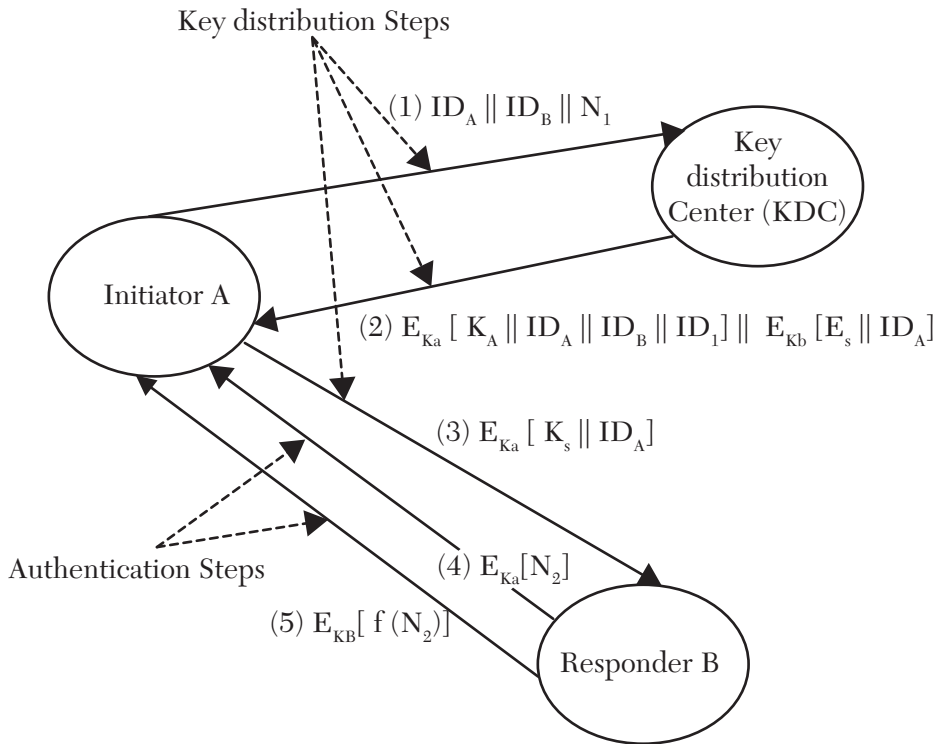 Key distribution Steps
(1) ID_A || ID_B || N_1
Key
distribution
Center (KDC)
Initiator A
(2) E_Ka [ K_A || ID_A || ID_B || ID_1] || E_Kb [E_s || ID_A]
(3) E_Ka [ K_s || ID_A]
Authentication Steps
(4) E_Ka[N_2]
(5) E_KB[ f (N_2)]
Responder B